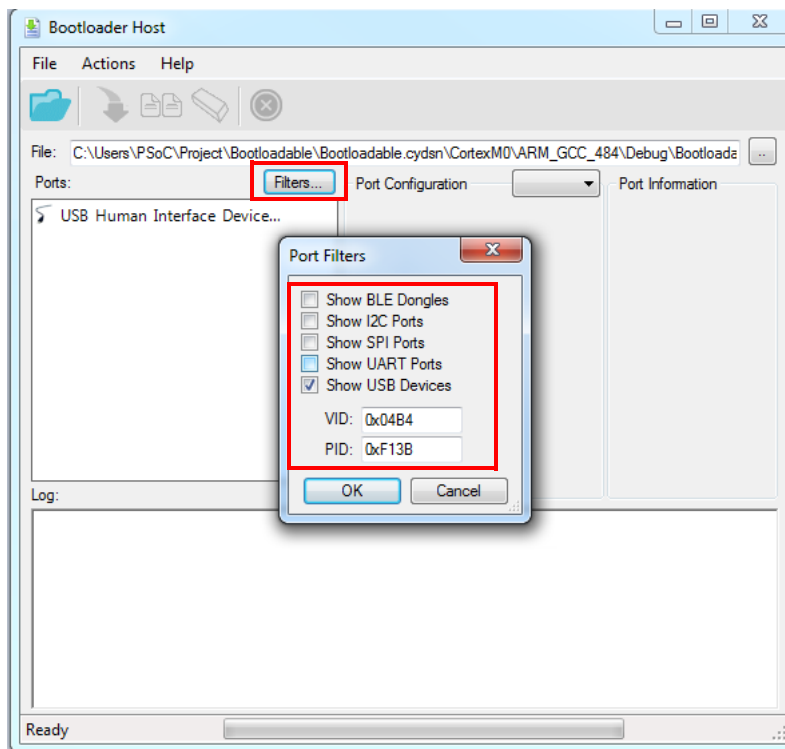 Bootloader Host
File Actions Help
File: C:\Users\PSoC\Project\Bootloadable\Bootloadable.cydsn\CortexM0\ARM_GCC_484\Debug\Bootloada ..
Ports: Filters... Port Configuration Port Information
USB Human Interface Device...
Port Filters
Show BLE Dongles
Show I2C Ports
Show SPI Ports
Show UART Ports
Show USB Devices
VID: 0x04B4
PID: 0xF13B
OK Cancel
Log:
Ready